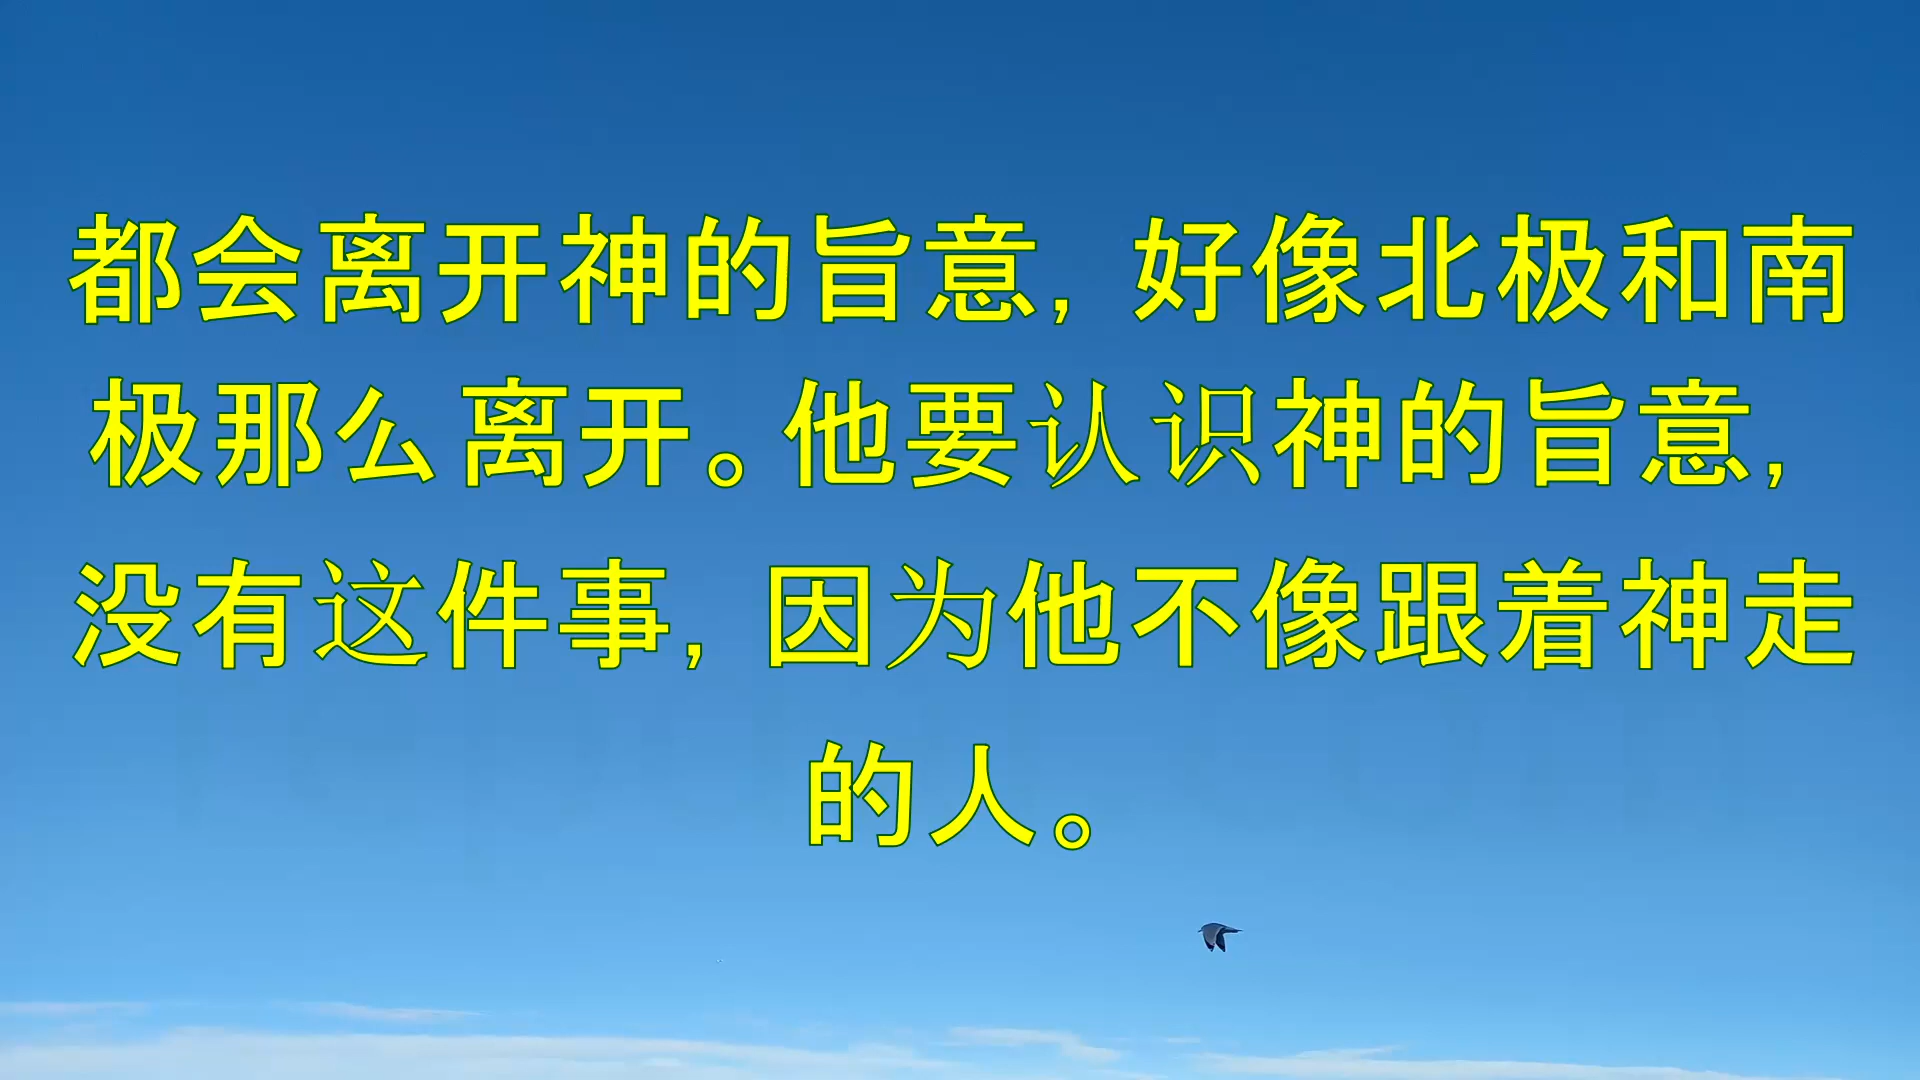 都会离开神的旨意, 好像北极和南
极那么离开。他要认识神的旨意,
没有这件事, 因为他不像跟着神走
的人。